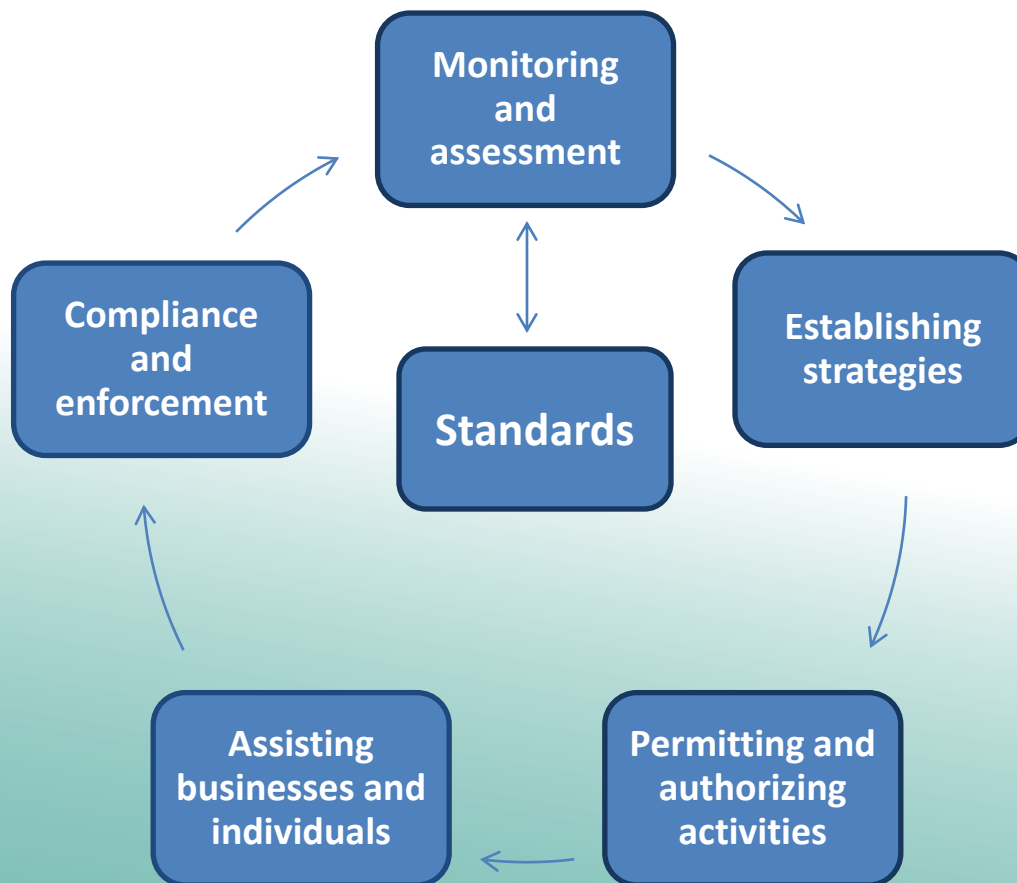 Monitoring
and
assessment
Establishing
strategies
Compliance
and
enforcement
Standards
Permitting and
authorizing
activities
Assisting
businesses and
individuals